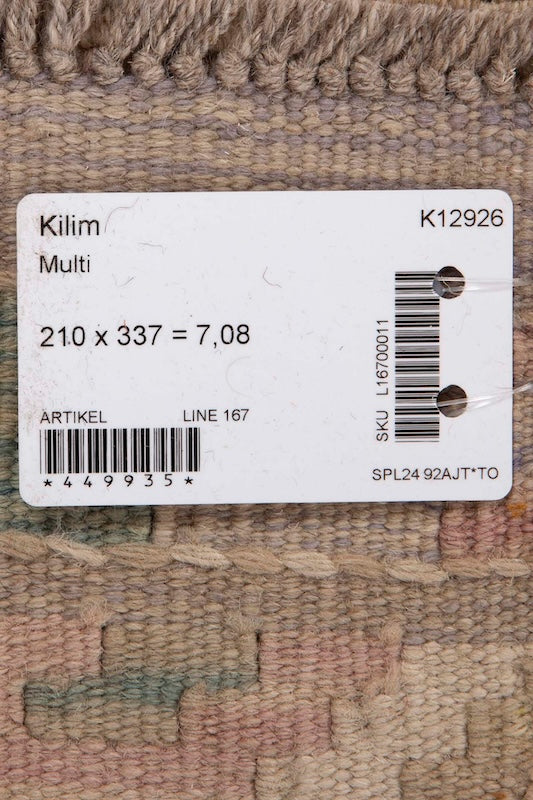 Kilim
K12926
Multi
210 x 337 = 7,08
ARTIKEL
LINE 167
*449935*
SKU L16700011
SPL24 92AJT*TO